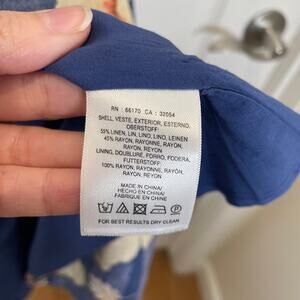 RN : 66170 CA : 32054
SHELL, VESTE, EXTERIOR, ESTERNO,
OBERSTOFF
55% LINEN, LIN, LINO, LINO, LEINEN
45% RAYON, RAYONNE, RAYÓN,
RAYON, REYON
LINING, DOUBLURE, FORRO, FODERA,
FUTTERSTOFF
100% RAYON, RAYONNE, RAYÓN,
RAYON, REYON
MADE IN CHINA/
HECHO EN CHINA/
FABRIQUÉ EN CHINE
FOR BEST RESULTS DRY CLEAN